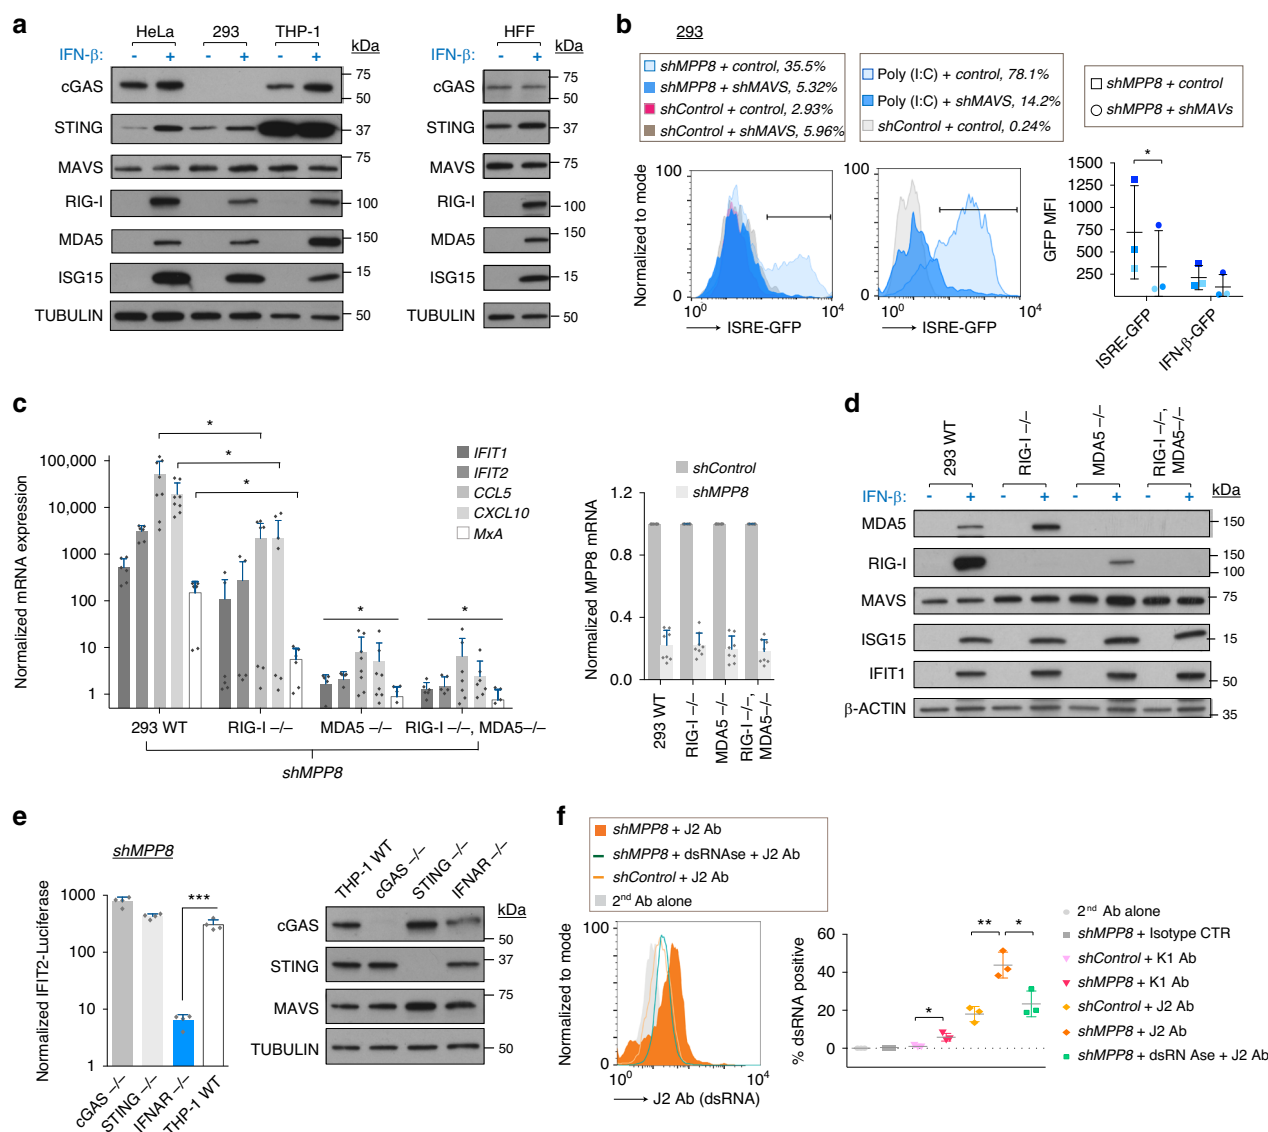 a
HeLa 293 THP-1
IFN-β: - + - + - + kDa
cGAS 75 50
STING 37
MAVS 75
RIG-I 100
MDA5 150
ISG15 15
TUBULIN 50
HFF
IFN-β: - + kDa
cGAS 75 50
STING 37
MAVS 75
RIG-I 100
MDA5 150
ISG15 15
TUBULIN 50
b
293
shMPP8 + control, 35.5%
shMPP8 + shMAVS, 5.32%
shControl + control, 2.93%
shControl + shMAVS, 5.96%
Poly (I:C) + control, 78.1%
Poly (I:C) + shMAVS, 14.2%
shControl + control, 0.24%
shMPP8 + control
shMPP8 + shMAVs
Normalized to mode
100
0
10⁰ 10⁴
ISRE-GFP
100
0
10⁰ 10⁴
ISRE-GFP
GFP MFI
1500
1250
1000
750
500
250
*
ISRE-GFP
IFN-β-GFP
c
Normalized mRNA expression
100,000
10,000
1000
100
10
1
*
*
*
*
*
IFIT1
IFIT2
CCL5
CXCL10
MxA
293 WT RIG-I –/– MDA5 –/– RIG-I –/–, MDA5–/–
shMPP8
shControl
shMPP8
Normalized MPP8 mRNA
1.2
0.8
0.4
0.0
293 WT
RIG-I –/–
MDA5 –/–
RIG-I –/–,
MDA5–/–
d
293 WT
RIG-I –/–
MDA5 –/–
RIG-I –/–,
MDA5–/–
IFN-β: - + - + - + - + kDa
MDA5 150
RIG-I 150 100
MAVS 75
ISG15 15
IFIT1 50
β-ACTIN 35
e
shMPP8
Normalized IFIT2-Luciferase
1000
100
10
1
***
cGAS –/–
STING –/–
IFNAR –/–
THP-1 WT
THP-1 WT
cGAS –/–
STING –/–
IFNAR –/–
kDa
cGAS 50
STING 37
MAVS 75
TUBULIN 50
f
shMPP8 + J2 Ab
shMPP8 + dsRNAse + J2 Ab
shControl + J2 Ab
2nd Ab alone
Normalized to mode
100
0
10⁰ 10⁴
J2 Ab (dsRNA)
% dsRNA positive
60
40
20
0
*
**
*
2nd Ab alone
shMPP8 + Isotype CTR
shControl + K1 Ab
shMPP8 + K1 Ab
shControl + J2 Ab
shMPP8 + J2 Ab
shMPP8 + dsRN Ase + J2 Ab